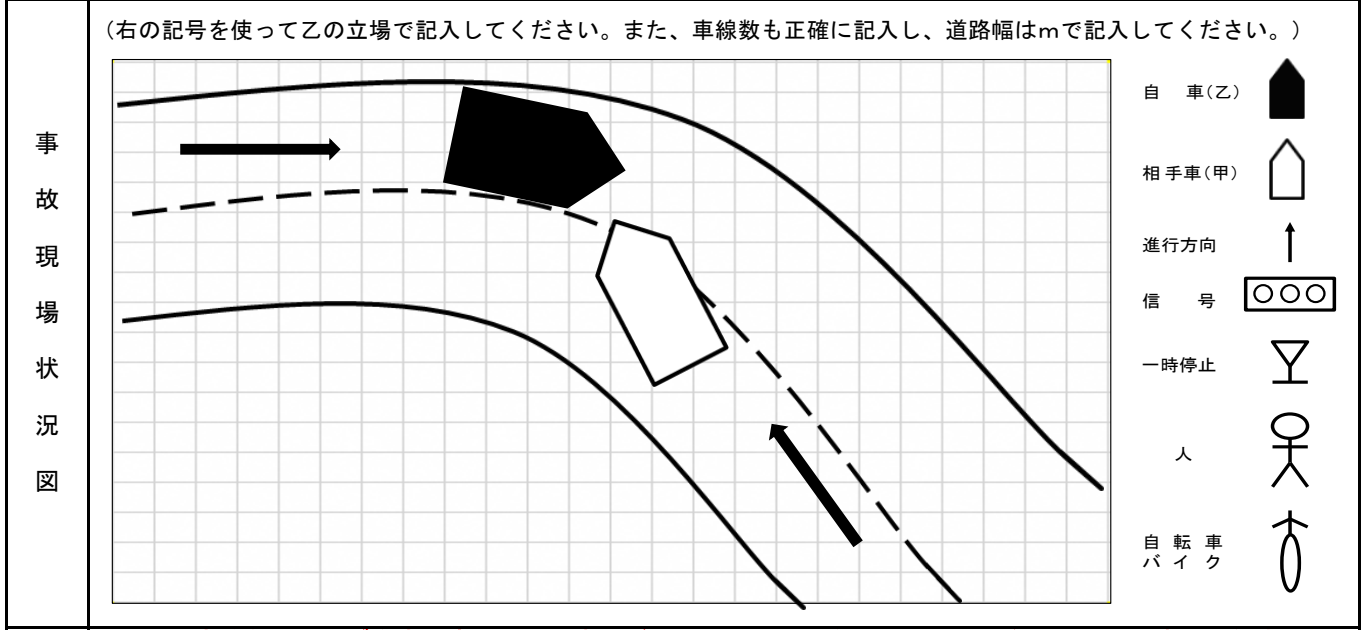 （右の記号を使って乙の立場で記入してください。また、車線数も正確に記入し、道路幅はｍで記入してください。）
事故現場状況図
自　車（乙）
相手車（甲）
進行方向
信　号
一時停止
人
自転車
バイク